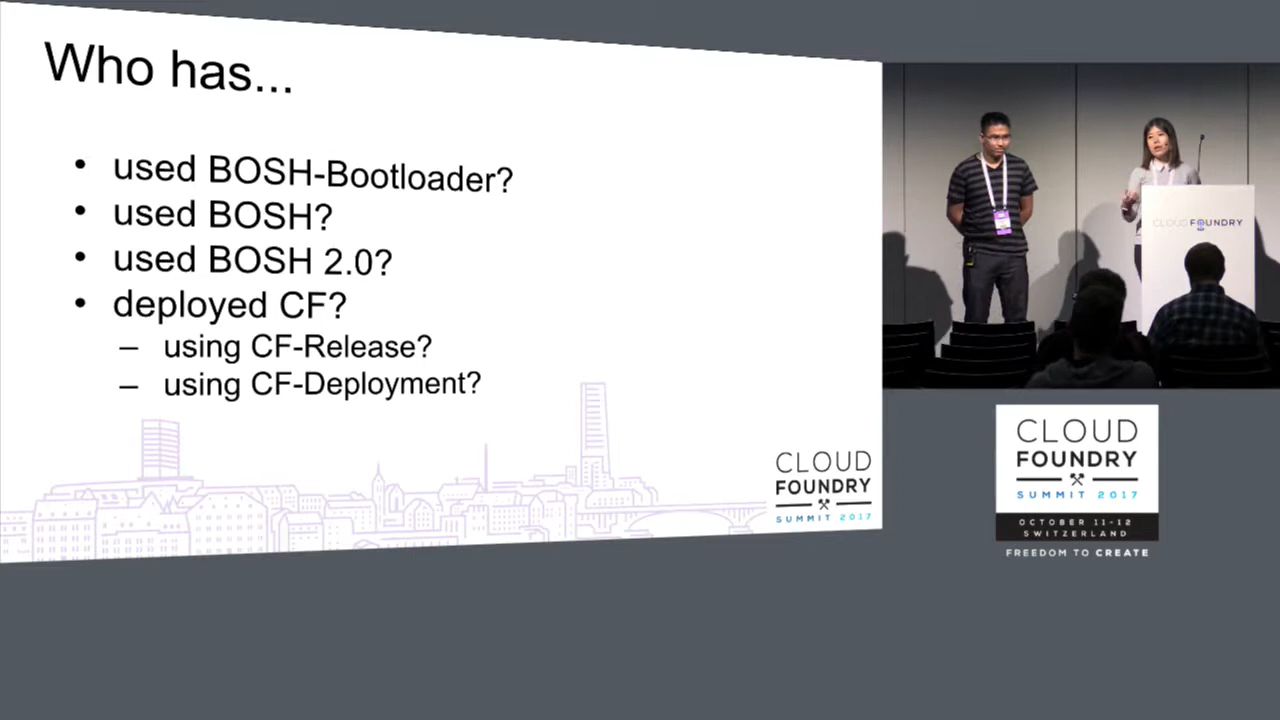 Who has...
• used BOSH-Bootloader?
• used BOSH?
• used BOSH 2.0?
• deployed CF?
– using CF-Release?
– using CF-Deployment?
CLOUD
FOUNDRY
SUMMIT 2017
CLOUD FOUNDRY
CLOUD
FOUNDRY
SUMMIT 2017
OCTOBER 11-12
SWITZERLAND
FREEDOM TO CREATE